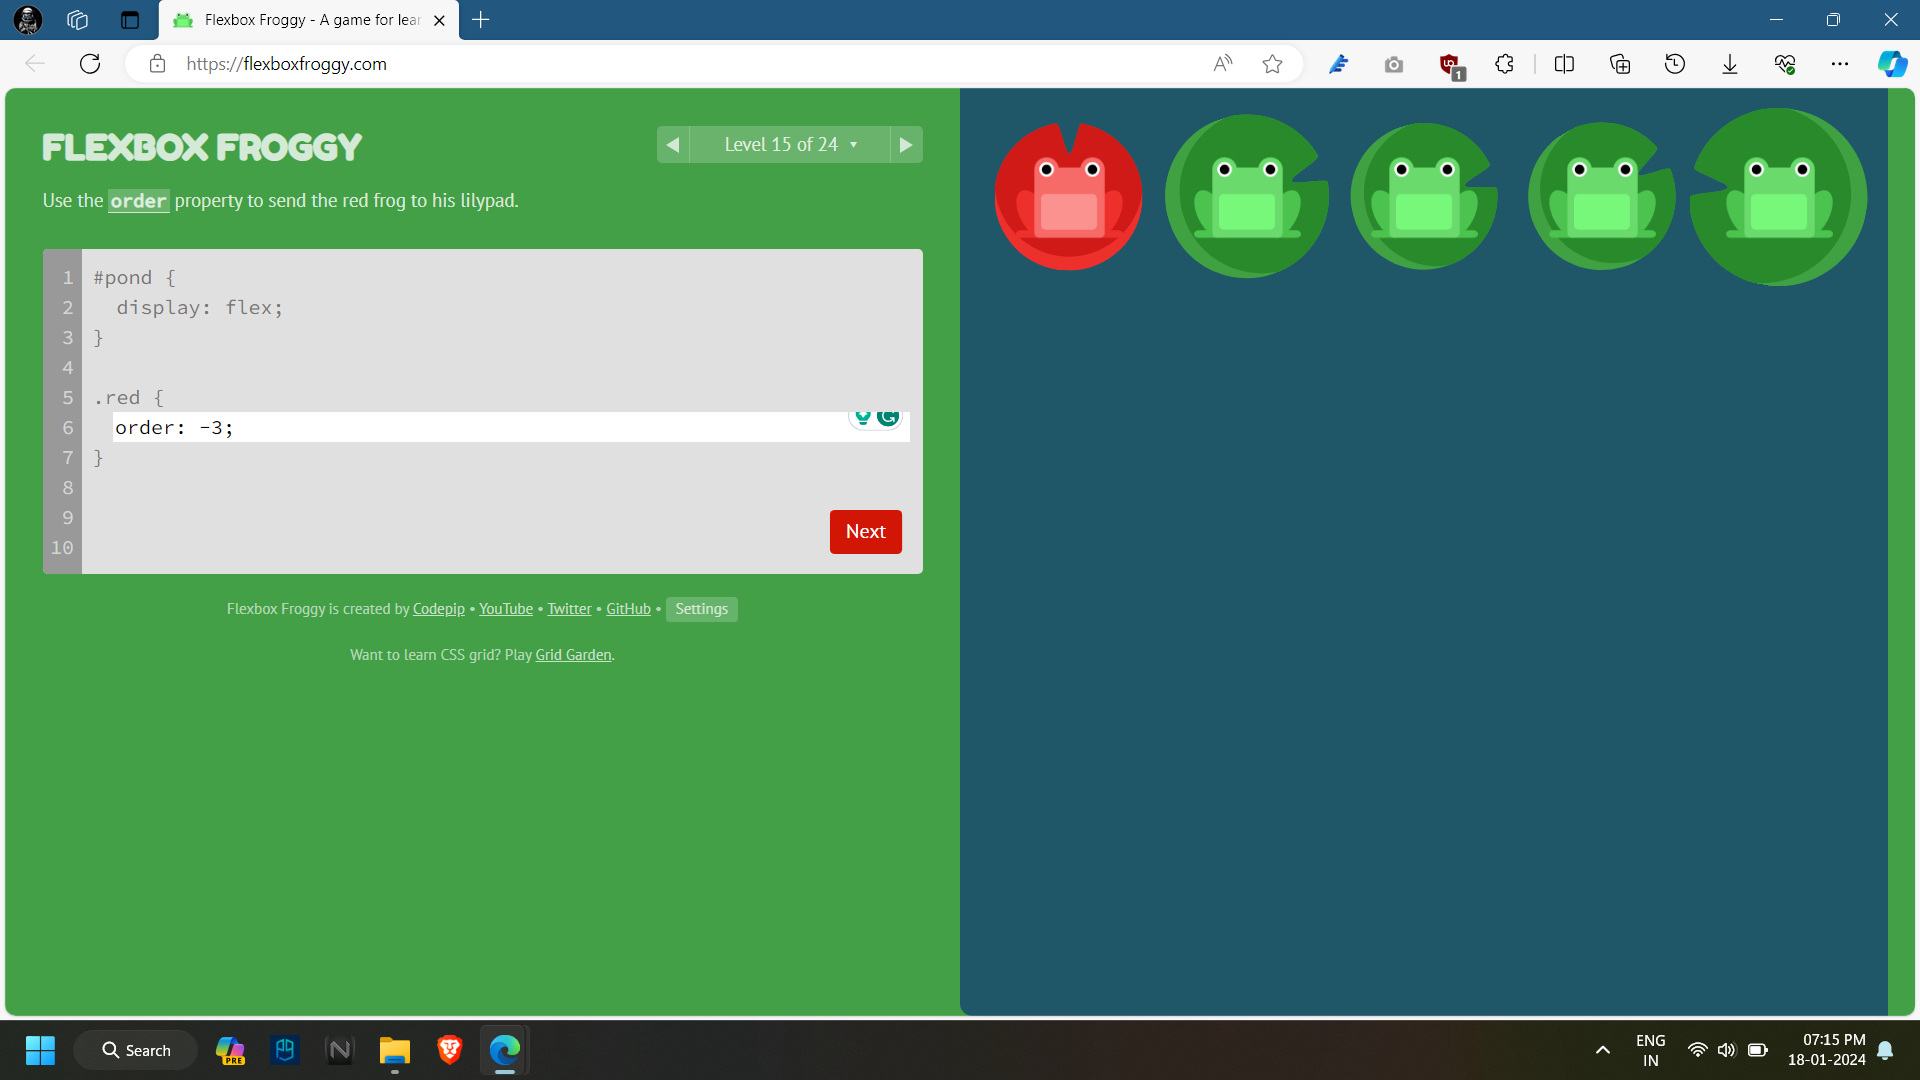 Flexbox Froggy - A game for lear
https://flexboxfroggy.com
1
FLEXBOX FROGGY
Level 15 of 24
Use the order property to send the red frog to his lilypad.
1 #pond {
2 display: flex;
3 }
4
5 .red {
6 order: -3;
7 }
8
9
10
Next
Flexbox Froggy is created by Codepip • YouTube • Twitter • GitHub • Settings
Want to learn CSS grid? Play Grid Garden.
Search
PRE
ENG
IN
07:15 PM
18-01-2024